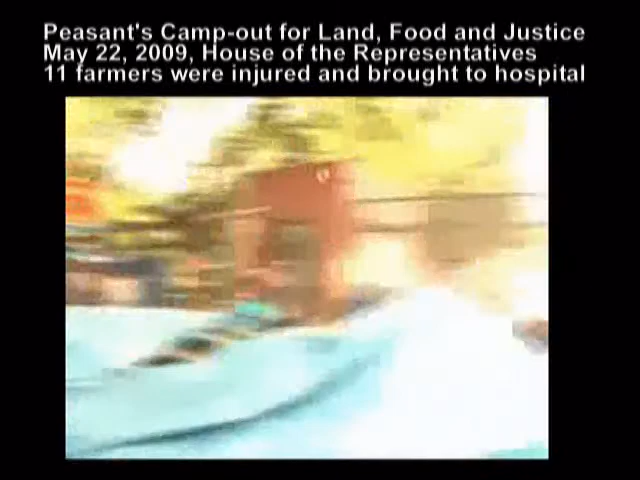 Peasant's Camp-out for Land, Food and Justice
May 22, 2009, House of the Representatives
11 farmers were injured and brought to hospital